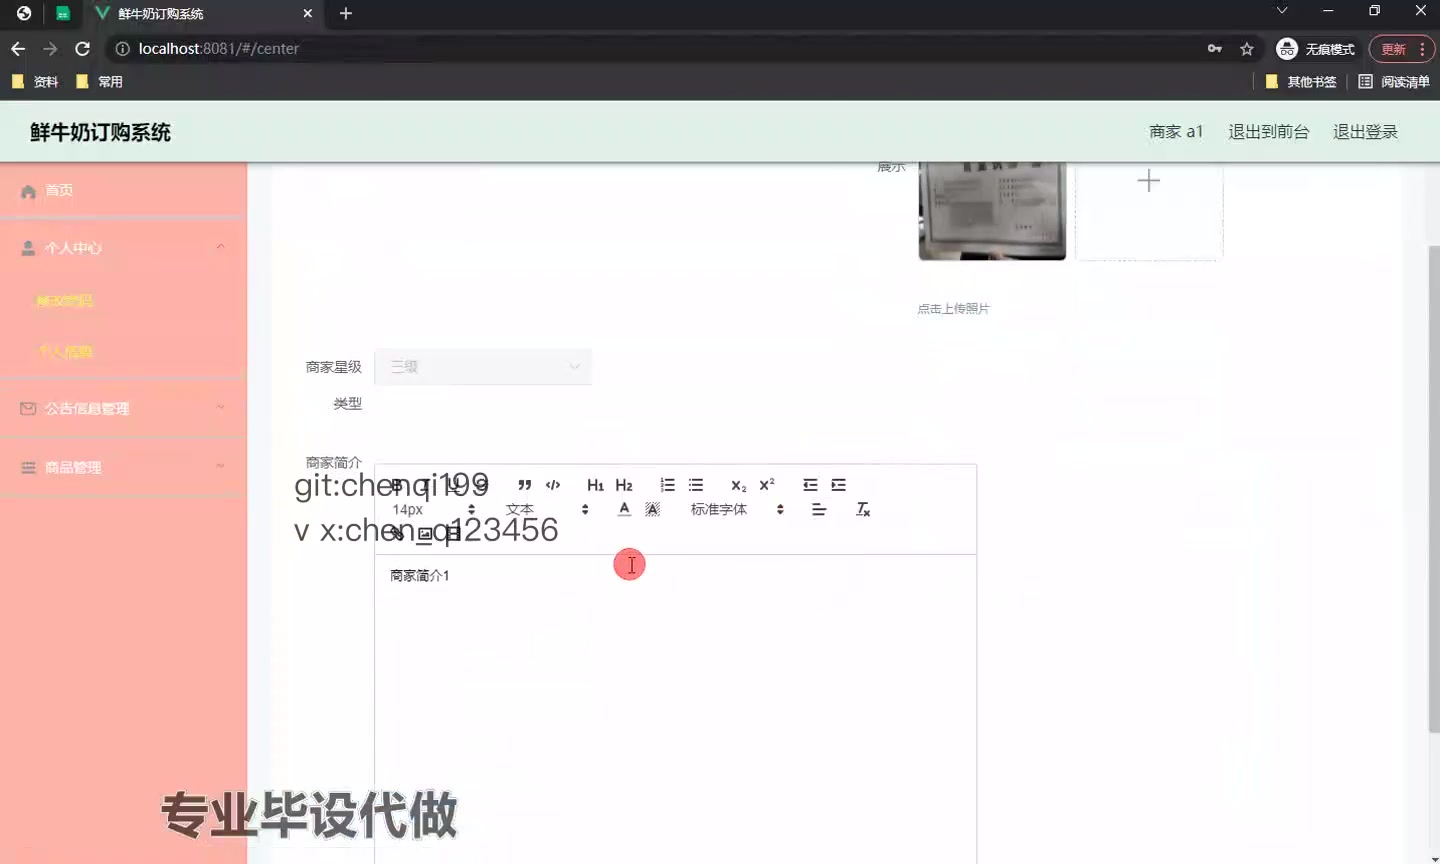 鲜牛奶订购系统
localhost:8081/#/center
无痕模式
更新
资料
常用
其他书签
阅读清单
鲜牛奶订购系统
商家 a1
退出到前台
退出登录
首页
个人中心
修改密码
个人信息
公告信息管理
商品管理
展示
点击上传照片
商家星级
三级
类型
商家简介
git:chenqi199
H1 H2
14px
文本
标准字体
v x:chen_q123456
商家简介1
专业毕设代做